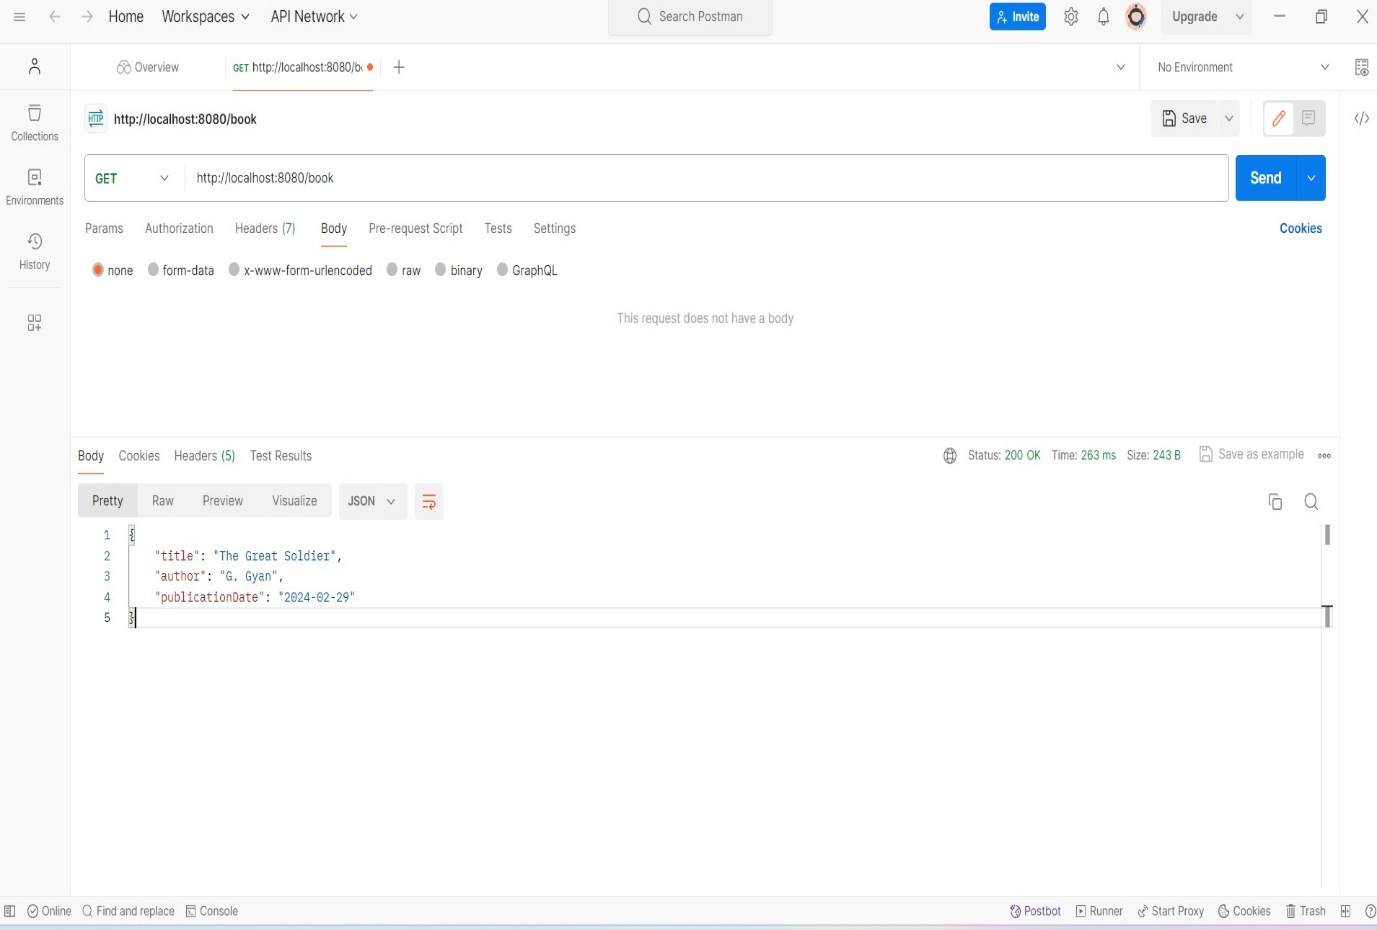 Home Workspaces API Network Search Postman Invite Upgrade
Overview GET http://localhost:8080/b No Environment
HTTP http://localhost:8080/book Save </>
Collections
GET http://localhost:8080/book Send
Environments
Params Authorization Headers (7) Body Pre-request Script Tests Settings Cookies
History
none form-data x-www-form-urlencoded raw binary GraphQL
This request does not have a body
Body Cookies Headers (5) Test Results Status: 200 OK Time: 263 ms Size: 243 B Save as example
Pretty Raw Preview Visualize JSON
1 {
2 "title": "The Great Soldier",
3 "author": "G. Gyan",
4 "publicationDate": "2024-02-29"
5 }
Online Find and replace Console Postbot Runner Start Proxy Cookies Trash